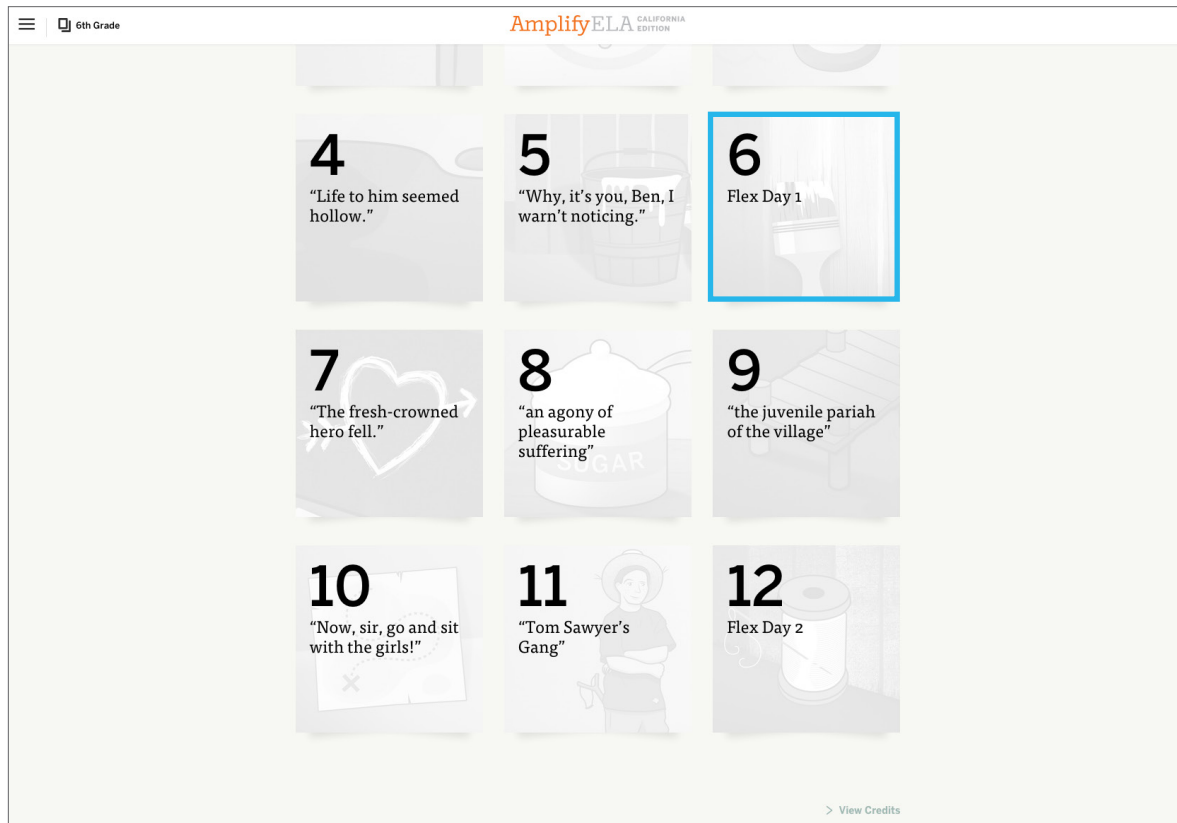 6th Grade
AmplifyELA CALIFORNIA EDITION
4
“Life to him seemed
hollow.”
5
“Why, it’s you, Ben, I
warn’t noticing.”
6
Flex Day 1
7
“The fresh-crowned
hero fell.”
8
“an agony of
pleasurable
suffering”
SUGAR
9
“the juvenile pariah
of the village”
10
“Now, sir, go and sit
with the girls!”
11
“Tom Sawyer’s
Gang”
12
Flex Day 2
> View Credits